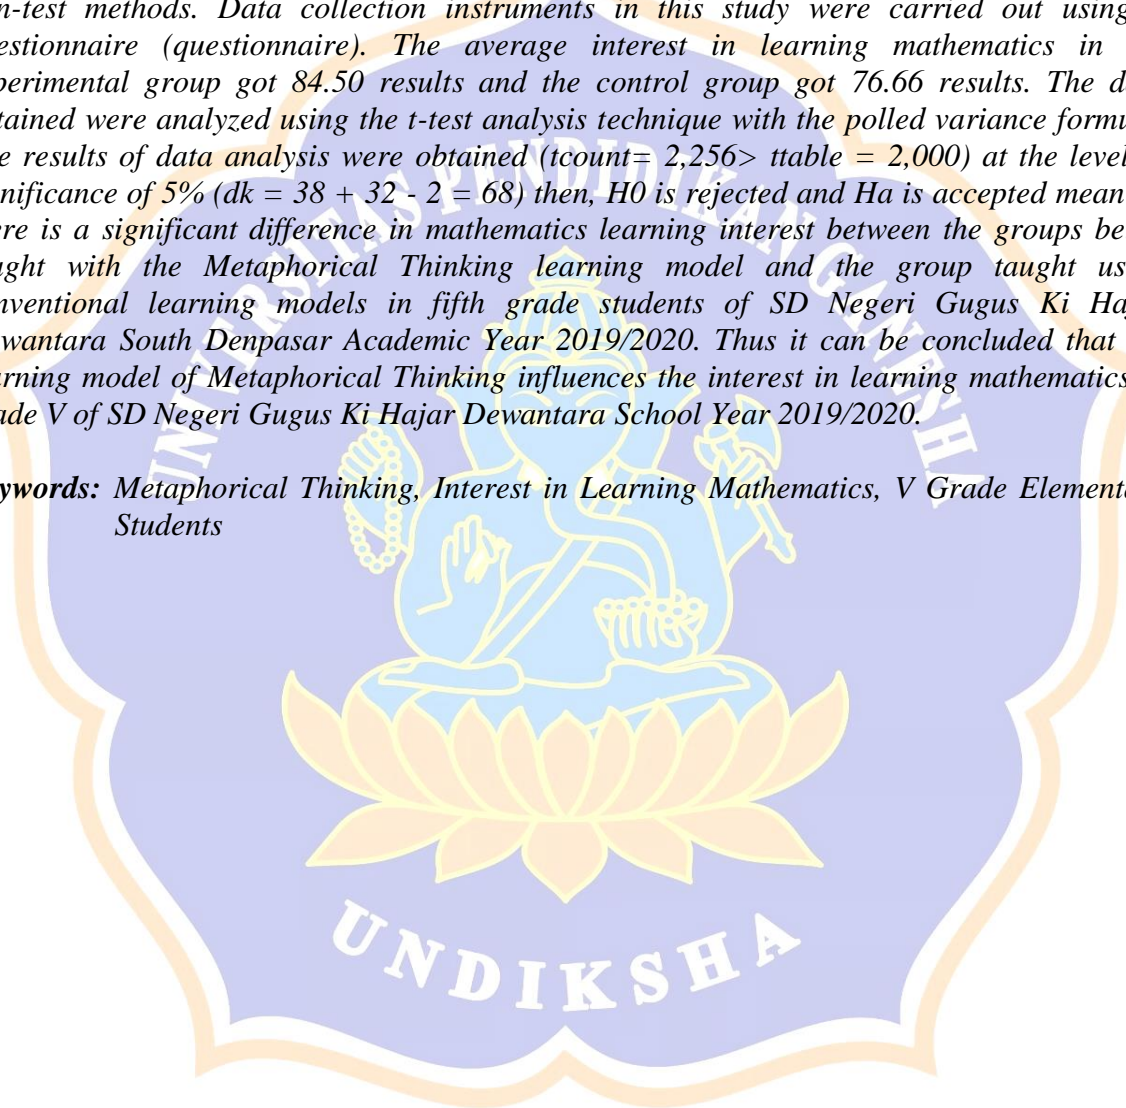 n-test methods. Data collection instruments in this study were carried out using
estionnaire (questionnaire). The average interest in learning mathematics in
perimental group got 84.50 results and the control group got 76.66 results. The d
tained were analyzed using the t-test analysis technique with the polled variance formu
e results of data analysis were obtained (tcount= 2,256> ttable = 2,000) at the level
nificance of 5% (dk = 38 + 32 - 2 = 68) then, H0 is rejected and Ha is accepted mean
ere is a significant difference in mathematics learning interest between the groups be
ught with the Metaphorical Thinking learning model and the group taught us
nventional learning models in fifth grade students of SD Negeri Gugus Ki Haj
wantara South Denpasar Academic Year 2019/2020. Thus it can be concluded that
arning model of Metaphorical Thinking influences the interest in learning mathematics
ade V of SD Negeri Gugus Ki Hajar Dewantara School Year 2019/2020.
ywords: Metaphorical Thinking, Interest in Learning Mathematics, V Grade Element
Students
UNIVERSITAS PENDIDIKAN GANESHA
UNDIKSHA